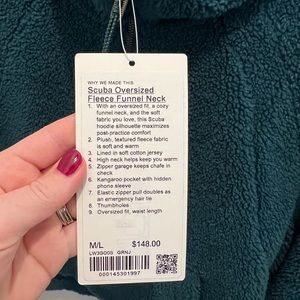 WHY WE MADE THIS
Scuba Oversized
Fleece Funnel Neck
1. With an oversized fit, a cozy
funnel neck, and the soft
fabric you love, this Scuba
hoodie silhouette maximizes
post-practice comfort
2. Plush, textured fleece fabric
is soft and warm
3. Lined in soft cotton jersey
4. High neck helps keep you warm
5. Zipper garage keeps chafe in
check
6. Kangaroo pocket with hidden
phone sleeve
7. Elastic zipper pull doubles as
an emergency hair tie
8. Thumbholes
9. Oversized fit, waist length
M/L $148.00
LW3GO0S GRNJ
000145301997